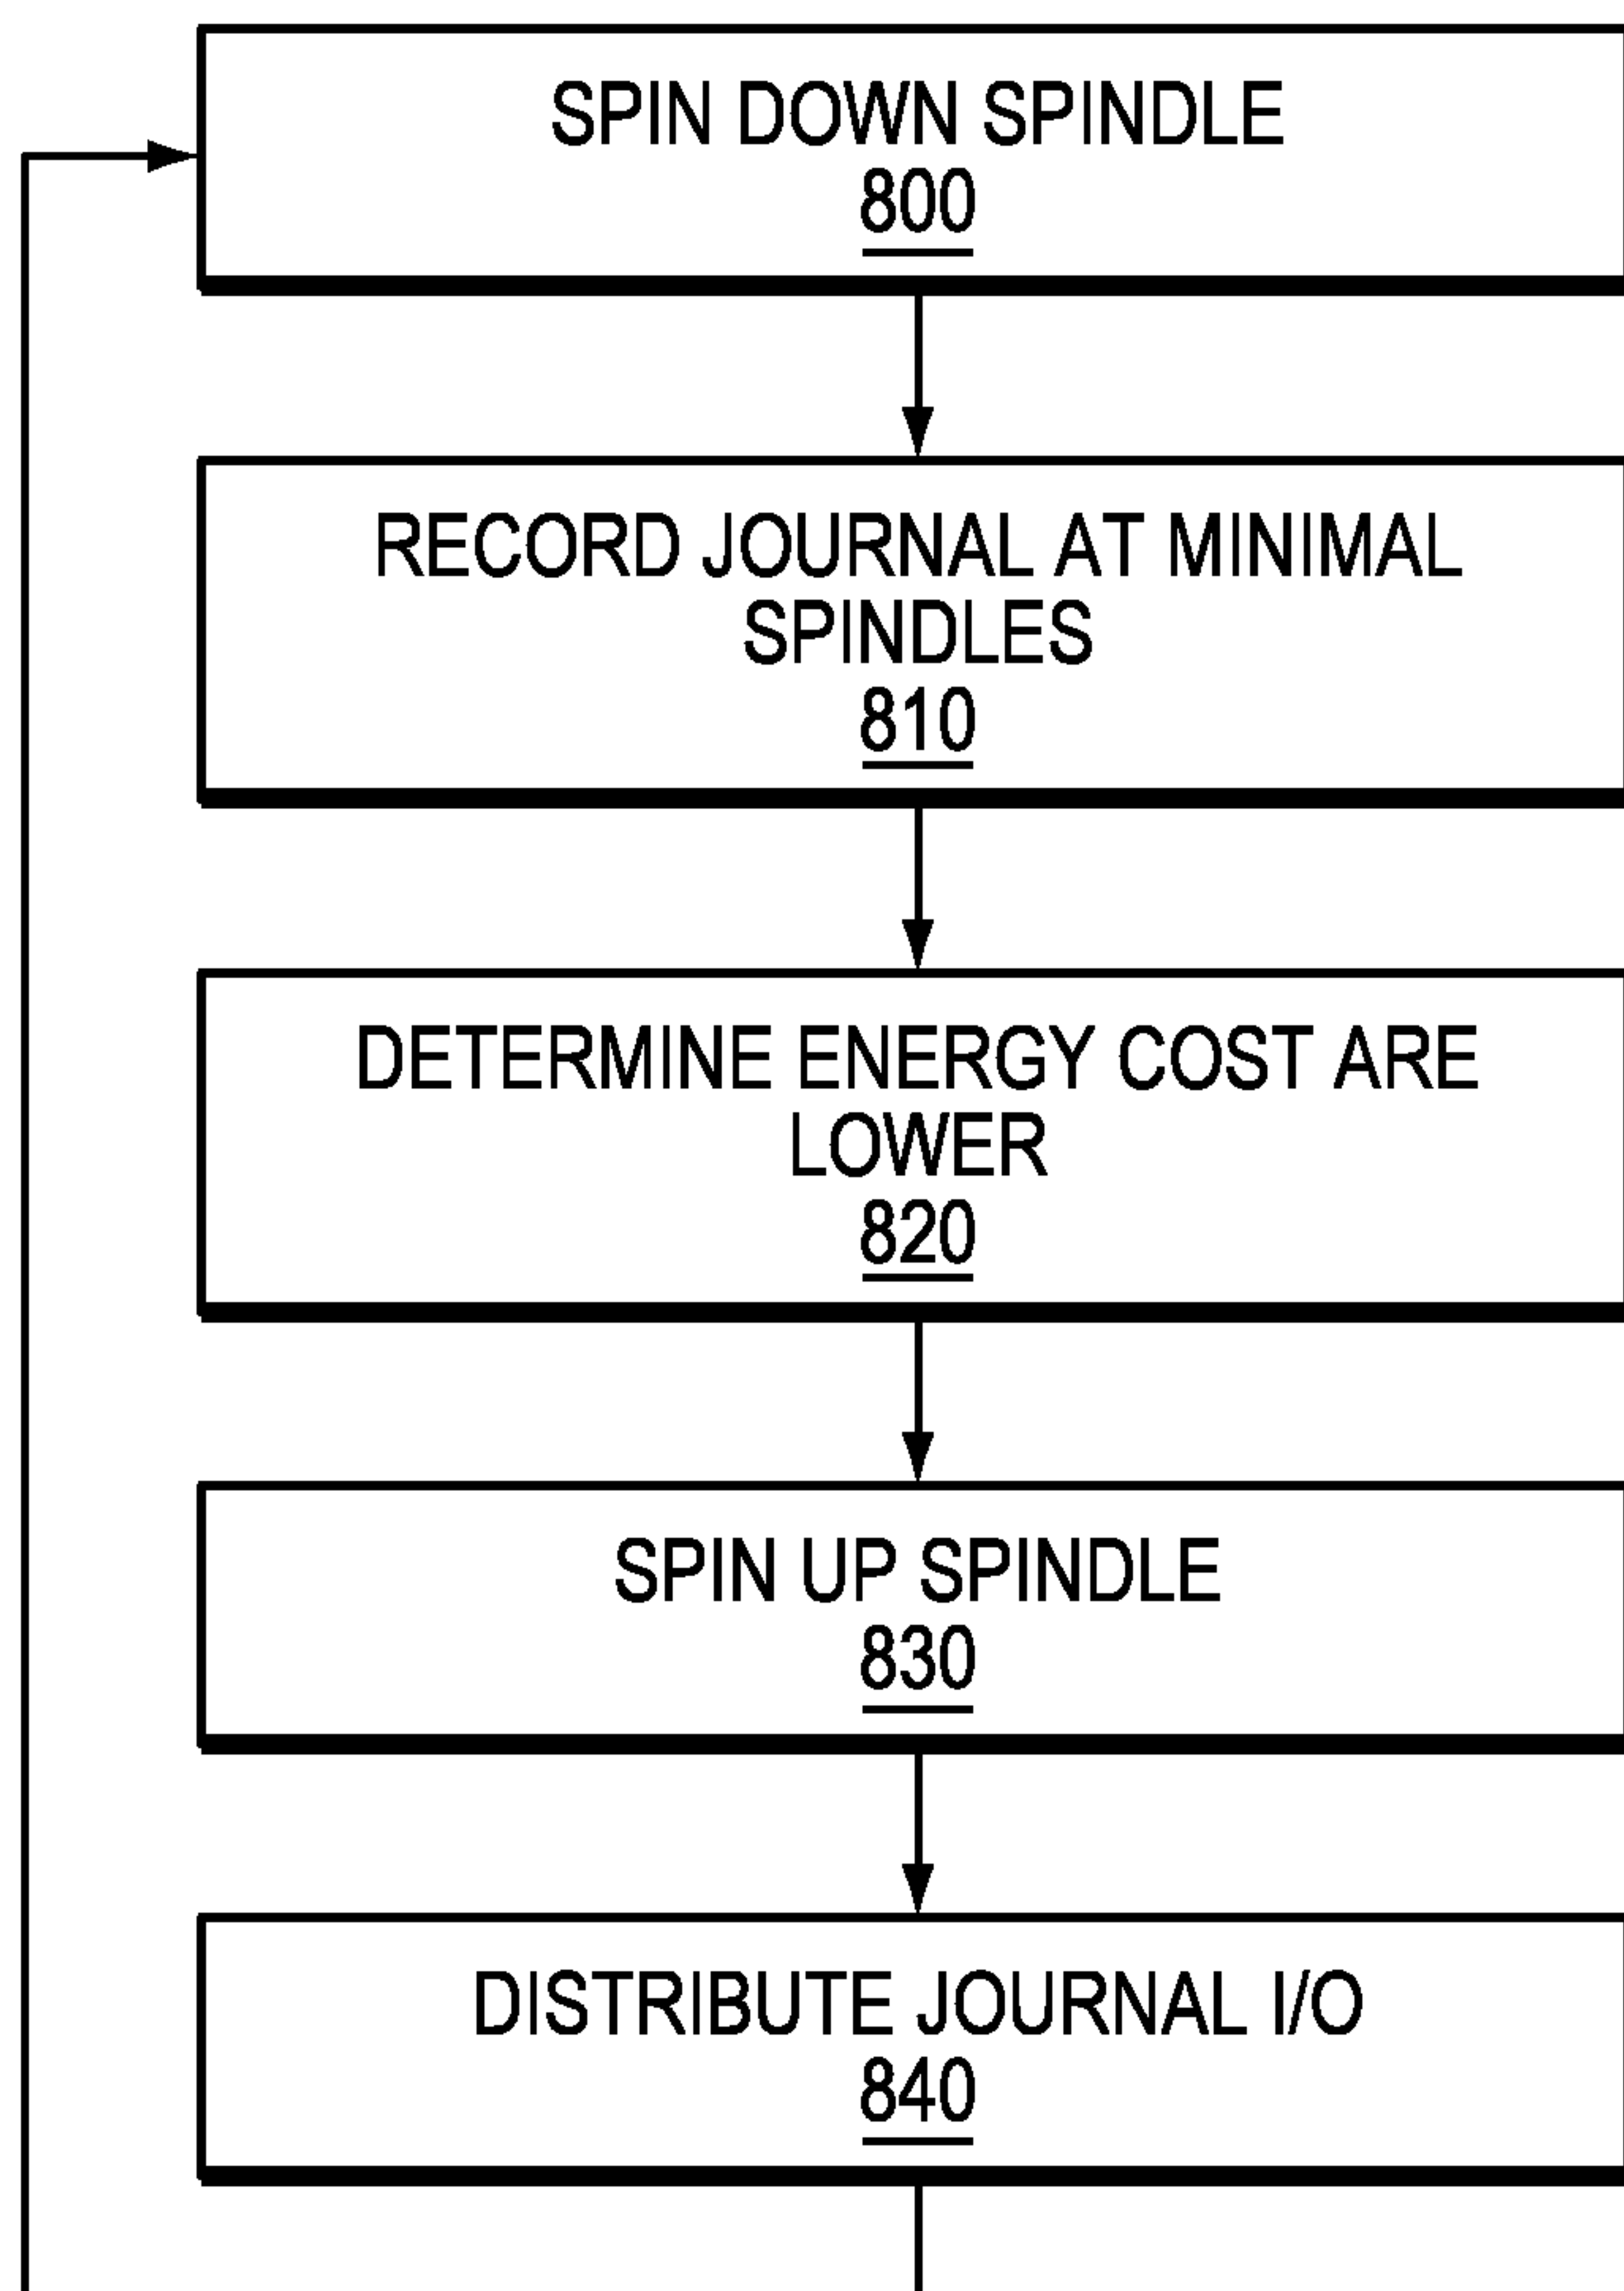 SPIN DOWN SPINDLE
800
RECORD JOURNAL AT MINIMAL
SPINDLES
810
DETERMINE ENERGY COST ARE
LOWER
820
SPIN UP SPINDLE
830
DISTRIBUTE JOURNAL I/O
840